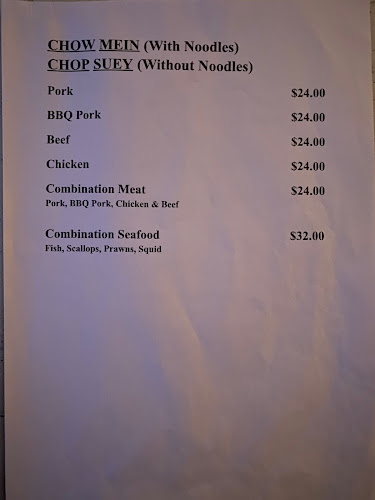 CHOW MEIN (With Noodles)
CHOP SUEY (Without Noodles)
Pork $24.00
BBQ Pork $24.00
Beef $24.00
Chicken $24.00
Combination Meat $24.00
Pork, BBQ Pork, Chicken & Beef
Combination Seafood $32.00
Fish, Scallops, Prawns, Squid